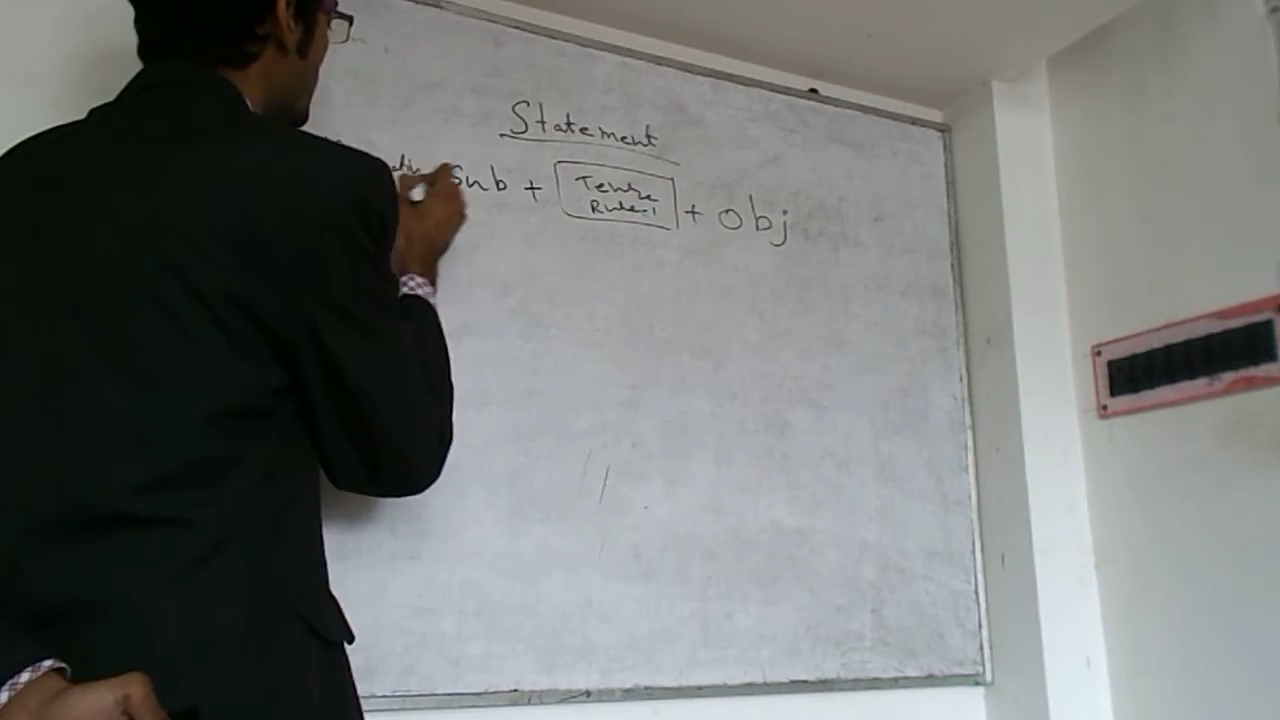 Statement
Sub + Tense Rule-1 + obj